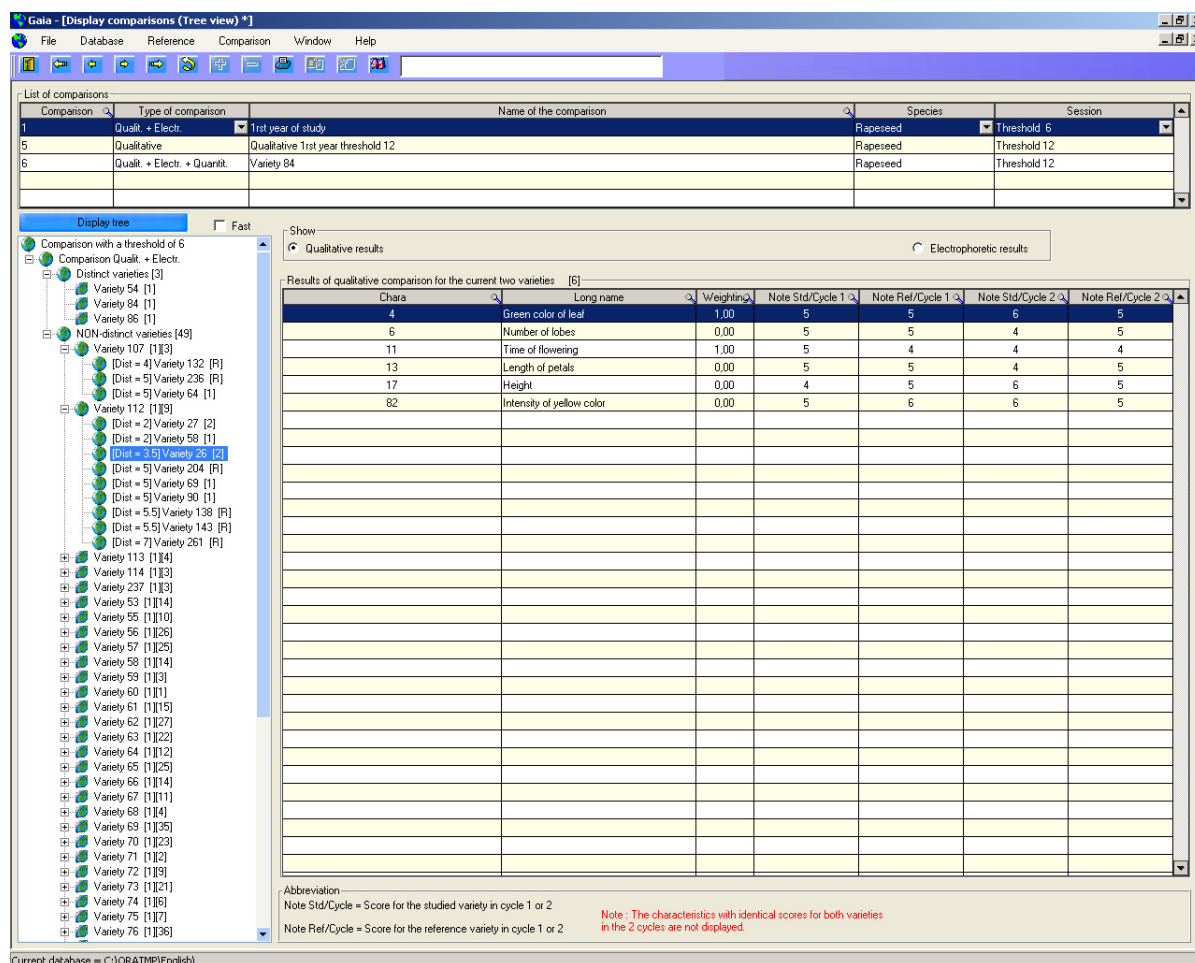 Gaia - [Display comparisons (Tree view) *]
File Database Reference Comparison Window Help
List of comparisons
Comparison Type of comparison Name of the comparison Species Session
1 Qualit. + Electr. 1rst year of study Rapeseed Threshold 6
5 Qualitative Qualitative 1rst year threshold 12 Rapeseed Threshold 12
6 Qualit. + Electr. + Quantit. Variety 84 Rapeseed Threshold 12
Display tree Fast
Comparison with a threshold of 6
Comparison Qualit. + Electr.
Distinct varieties [3]
Variety 54 [1]
Variety 84 [1]
Variety 86 [1]
NON-distinct varieties [49]
Variety 107 [1][3]
[Dist = 4] Variety 132 [R]
[Dist = 5] Variety 236 [R]
[Dist = 5] Variety 64 [1]
Variety 112 [1][9]
[Dist = 2] Variety 27 [2]
[Dist = 2] Variety 58 [1]
[Dist = 3.5] Variety 26 [2]
[Dist = 5] Variety 204 [R]
[Dist = 5] Variety 69 [1]
[Dist = 5] Variety 90 [1]
[Dist = 5.5] Variety 138 [R]
[Dist = 5.5] Variety 143 [R]
[Dist = 7] Variety 261 [R]
Variety 113 [1][4]
Variety 114 [1][3]
Variety 237 [1][3]
Variety 53 [1][14]
Variety 55 [1][10]
Variety 56 [1][26]
Variety 57 [1][25]
Variety 58 [1][14]
Variety 59 [1][3]
Variety 60 [1][1]
Variety 61 [1][15]
Variety 62 [1][27]
Variety 63 [1][22]
Variety 64 [1][12]
Variety 65 [1][25]
Variety 66 [1][14]
Variety 67 [1][11]
Variety 68 [1][4]
Variety 69 [1][35]
Variety 70 [1][23]
Variety 71 [1][2]
Variety 72 [1][9]
Variety 73 [1][21]
Variety 74 [1][6]
Variety 75 [1][7]
Variety 76 [1][36]
Show
Qualitative results Electrophoretic results
Results of qualitative comparison for the current two varieties [6]
Chara Long name Weighting Note Std/Cycle 1 Note Ref/Cycle 1 Note Std/Cycle 2 Note Ref/Cycle 2
4 Green color of leaf 1,00 5 5 6 5
6 Number of lobes 0,00 5 5 4 5
11 Time of flowering 1,00 5 4 4 4
13 Length of petals 0,00 5 5 4 5
17 Height 0,00 4 5 6 5
82 Intensity of yellow color 0,00 5 6 6 5
Abbreviation
Note Std/Cycle = Score for the studied variety in cycle 1 or 2
Note Ref/Cycle = Score for the reference variety in cycle 1 or 2
Note : The characteristics with identical scores for both varieties
in the 2 cycles are not displayed.
Current database = C:\ORATMP\English\